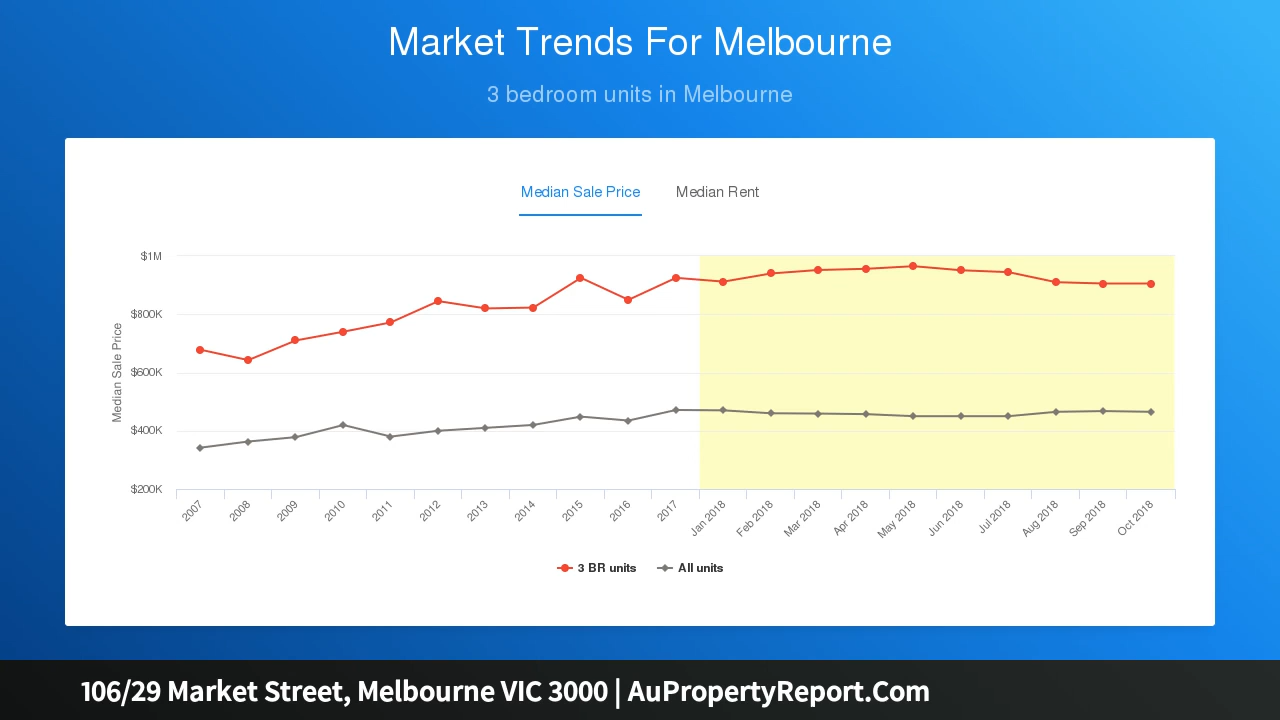 Market Trends For Melbourne
3 bedroom units in Melbourne
Median Sale Price Median Rent
$1M
$800K
$600K
$400K
$200K
Median Sale Price
2007 2008 2009 2010 2011 2012 2013 2014 2015 2016 2017 Jan 2018 Feb 2018 Mar 2018 Apr 2018 May 2018 Jun 2018 Jul 2018 Aug 2018 Sep 2018 Oct 2018
3 BR units All units
106/29 Market Street, Melbourne VIC 3000 | AuPropertyReport.Com